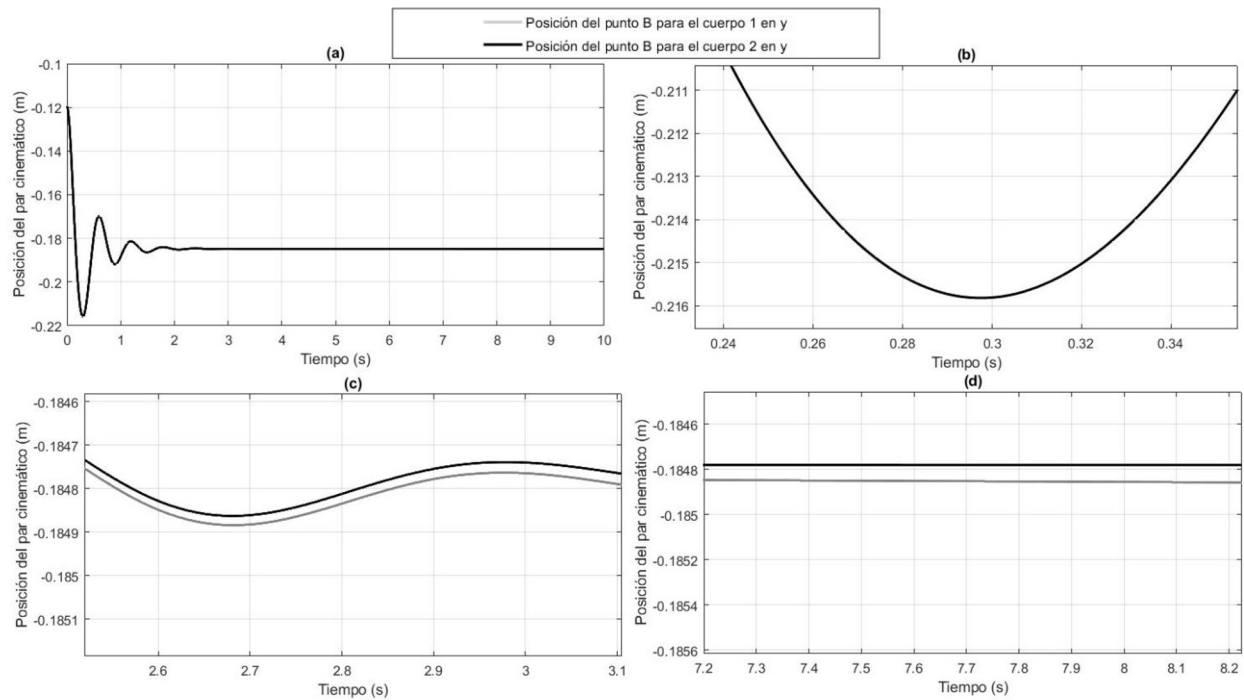 Posición del punto B para el cuerpo 1 en y
Posición del punto B para el cuerpo 2 en y
(a)
Posición del par cinemático (m)
-0.1
-0.12
-0.14
-0.16
-0.18
-0.2
-0.22
0 1 2 3 4 5 6 7 8 9 10
Tiempo (s)
(b)
Posición del par cinemático (m)
-0.211
-0.212
-0.213
-0.214
-0.215
-0.216
0.24 0.26 0.28 0.3 0.32 0.34
Tiempo (s)
(c)
Posición del par cinemático (m)
-0.1846
-0.1847
-0.1848
-0.1849
-0.185
-0.1851
2.6 2.7 2.8 2.9 3 3.1
Tiempo (s)
(d)
Posición del par cinemático (m)
-0.1846
-0.1848
-0.185
-0.1852
-0.1854
-0.1856
7.2 7.3 7.4 7.5 7.6 7.7 7.8 7.9 8 8.1 8.2
Tiempo (s)